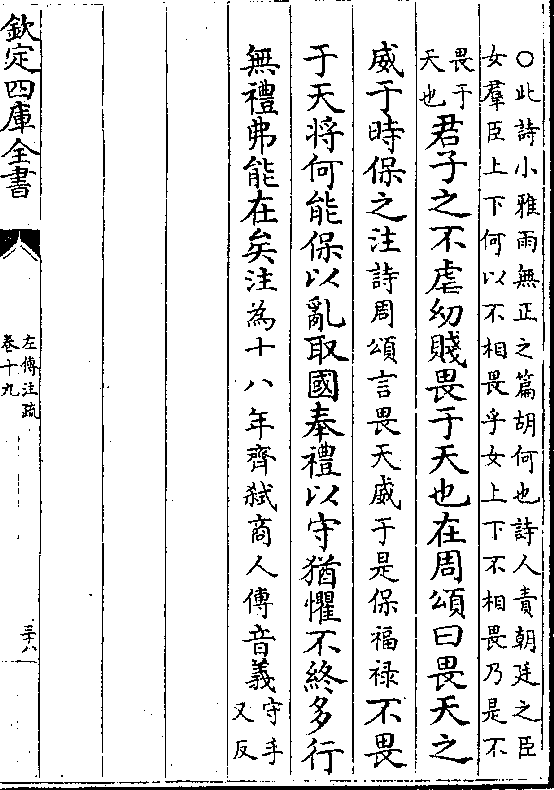 ○此詩小雅雨無正之篇胡何也詩人責朝廷之臣
女羣臣上下何以不相畏乎女上下不相畏乃是不
畏于
天也
君子之不虐幼賤畏于天也在周頌曰畏天之
威于時保之注詩周頌言畏天威于是保福禄不畏
于天將何能保以亂取國奉禮以守猶懼不終多行
無禮弗能在矣注為十八年齊弑商人傳音義守手
又反
欽定四庫全書
左傳注疏
卷十九
三十八